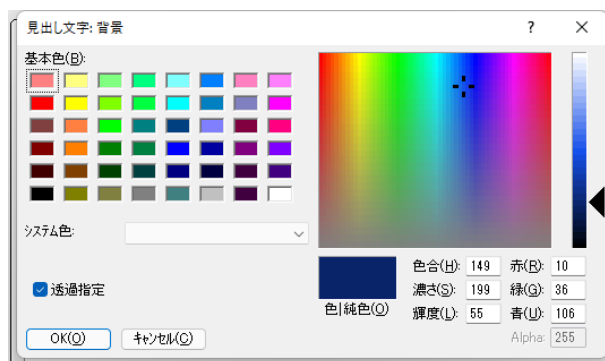 見出し文字: 背景
? ×
基本色(B):
システム色:
透過指定
色|純色(O)
色合(H): 149 赤(R): 10
濃さ(S): 199 緑(G): 36
輝度(L): 55 青(U): 106
Alpha: 255
OK(O) キャンセル(C)